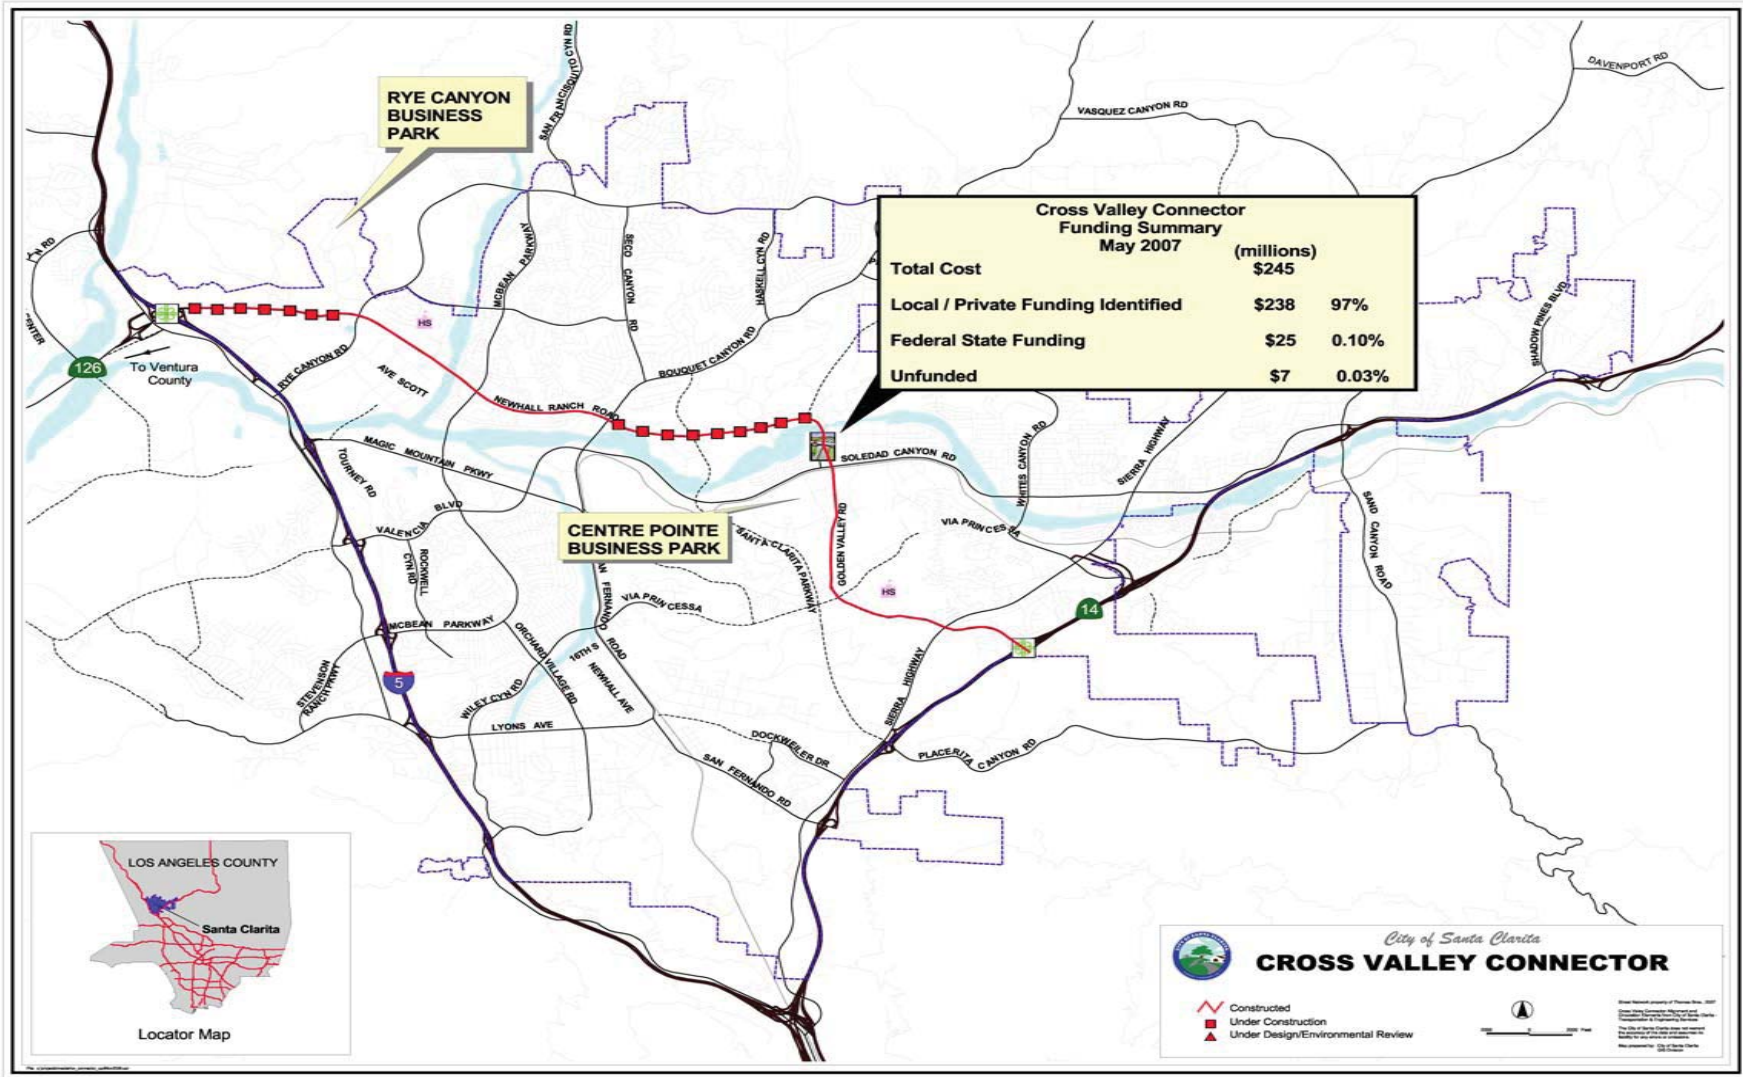 DAVENPORT RD
RYE CANYON
BUSINESS
PARK
SAN FRANCISQUITO CYN RD
VASQUEZ CANYON RD
Cross Valley Connector
Funding Summary
May 2007
(millions)
Total Cost $245
Local / Private Funding Identified $238 97%
Federal State Funding $25 0.10%
Unfunded $7 0.03%
MCBEAN PARKWAY
SECO CANYON RD
HASKELL CYN RD
SHADOW PINES BLVD
HS
126
To Ventura
County
RYE CANYON RD
AVE SCOTT
BOUQUET CANYON RD
NEWHALL RANCH ROAD
MAGIC MOUNTAIN PKWY
SOLEDAD CANYON RD
WHITES CANYON RD
SIERRA HIGHWAY
TOURNEY RD
VALENCIA BLVD
CENTRE POINTE
BUSINESS PARK
SANTA CLARITA PARKWAY
GOLDEN VALLEY RD
VIA PRINCESSA
SAND CANYON ROAD
ROCKWELL
CYN RD
AN FERNANDO ROAD
VIA PRINCESSA
HS
14
MCBEAN PARKWAY
ORCHARD VILLAGE RD
16TH S
NEWHALL AVE
STEVENSON
RANCH PKWY
5
WILEY CYN RD
SIERRA HIGHWAY
LYONS AVE
DOCKWEILER DR
PLACERITA CANYON RD
SAN FERNANDO RD
LOS ANGELES COUNTY
Santa Clarita
Locator Map
City of Santa Clarita
CROSS VALLEY CONNECTOR
Constructed
Under Construction
Under Design/Environmental Review